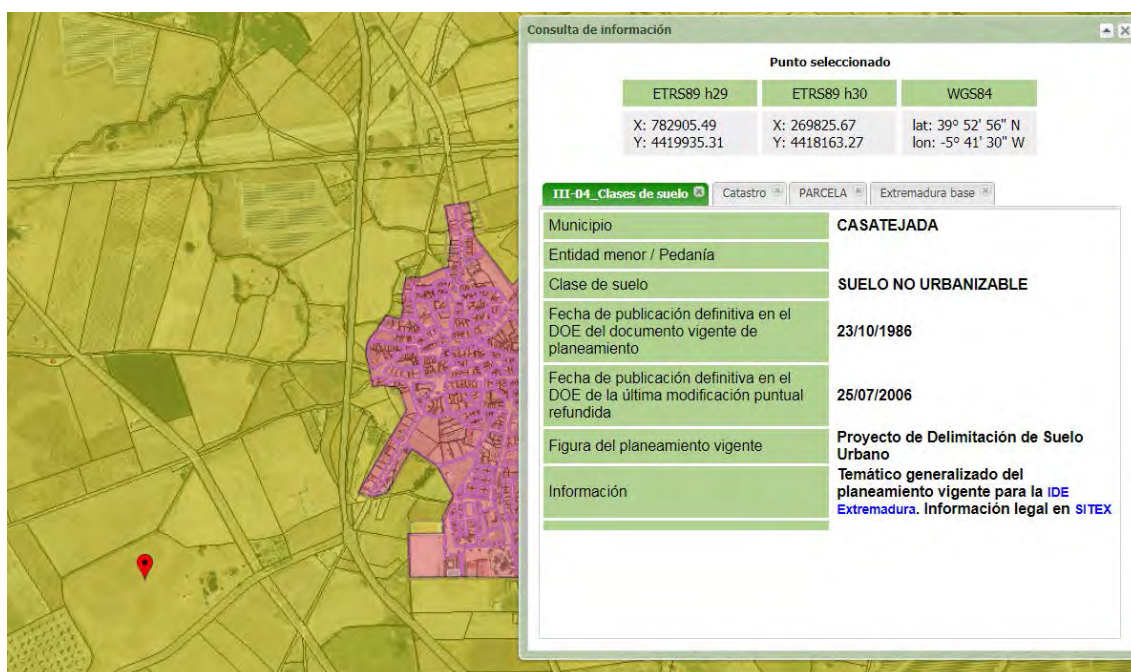 Consulta de información
Punto seleccionado
ETRS89 h29 ETRS89 h30 WGS84
X: 782905.49 X: 269825.67 lat: 39º 52' 56" N
Y: 4419935.31 Y: 4418163.27 lon: -5º 41' 30" W
III-04_Clases de suelo Catastro PARCELA Extremadura base
Municipio CASATEJADA
Entidad menor / Pedanía
Clase de suelo SUELO NO URBANIZABLE
Fecha de publicación definitiva en el
DOE del documento vigente de 23/10/1986
planeamiento
Fecha de publicación definitiva en el
DOE de la última modificación puntual 25/07/2006
refundida
Figura del planeamiento vigente Proyecto de Delimitación de Suelo
Urbano
Información Temático generalizado del
planeamiento vigente para la IDE
Extremadura. Información legal en SITEX